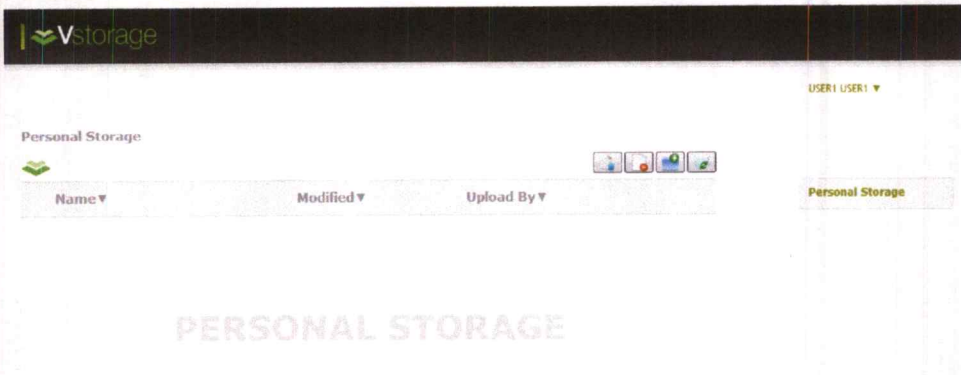 Vstorage
USER1 USER1 ▼
Personal Storage
Name▼ Modified▼ Upload By▼
Personal Storage
PERSONAL STORAGE